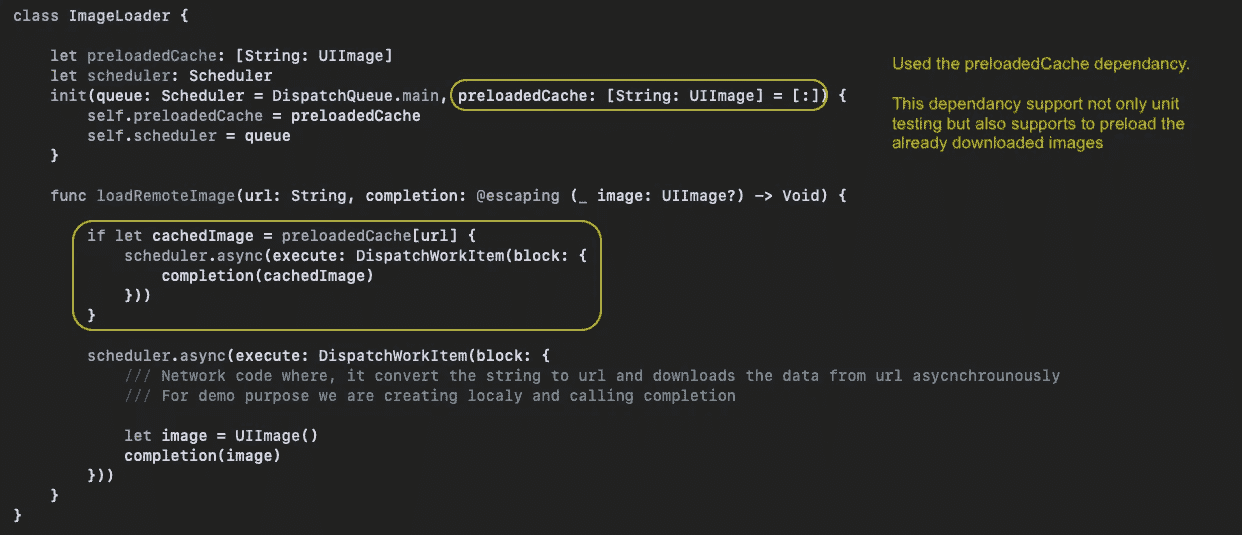 class ImageLoader {
let preloadedCache: [String: UIImage]
let scheduler: Scheduler
init(queue: Scheduler = DispatchQueue.main, preloadedCache: [String: UIImage] = [:]) {
self.preloadedCache = preloadedCache
self.scheduler = queue
}
func loadRemoteImage(url: String, completion: @escaping (_ image: UIImage?) -> Void) {
if let cachedImage = preloadedCache[url] {
scheduler.async(execute: DispatchWorkItem(block: {
completion(cachedImage)
}))
}
scheduler.async(execute: DispatchWorkItem(block: {
/// Network code where, it convert the string to url and downloads the data from url asycnchrounously
/// For demo purpose we are creating localy and calling completion
let image = UIImage()
completion(image)
}))
}
}
Used the preloadedCache dependancy.
This dependancy support not only unit
testing but also supports to preload the
already downloaded images